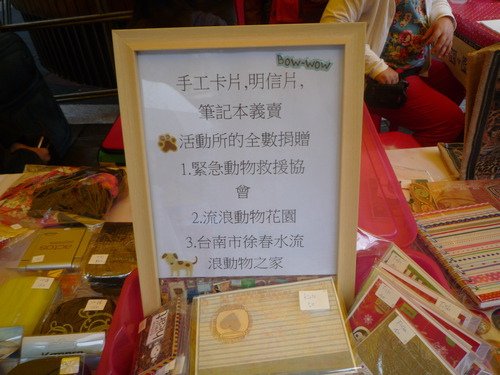 BOW-WOW
手工卡片,明信片,
筆記本義賣
活動所的全數捐贈
1.緊急動物救援協
會
2.流浪動物花園
3.台南市徐春水流
浪動物之家